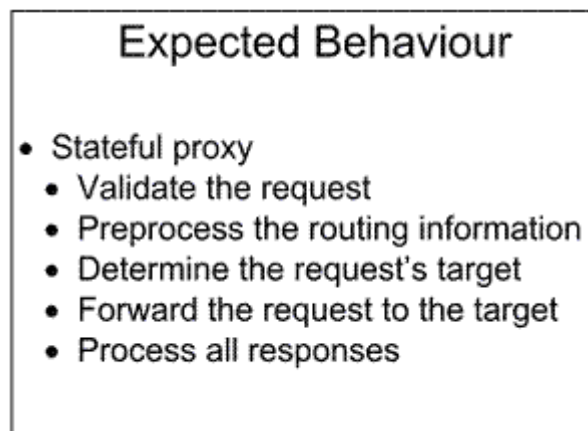 Expected Behaviour
• Stateful proxy
• Validate the request
• Preprocess the routing information
• Determine the request's target
• Forward the request to the target
• Process all responses